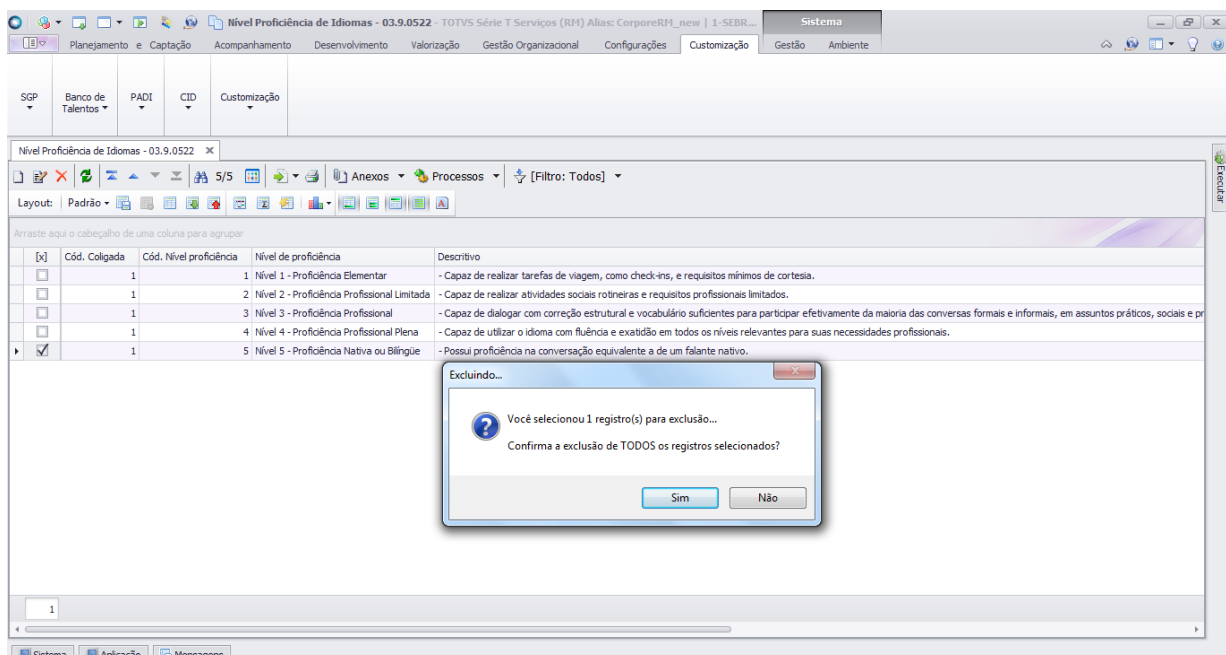 Nível Proficiência de Idiomas - 03.9.0522 - TOTVS Série T Serviços (RM) Alias: CorporeRM_new | 1-SEBR...
Sistema
Planejamento e Captação Acompanhamento Desenvolvimento Valorização Gestão Organizacional Configurações Customização Gestão Ambiente
SGP Banco de Talentos PADI CID Customização
Nível Proficiência de Idiomas - 03.9.0522
5/5 Anexos Processos [Filtro: Todos]
Executar
Layout: Padrão
Arraste aqui o cabeçalho de uma coluna para agrupar
[x] Cód. Coligada Cód. Nível proficiência Nível de proficiência Descritivo
1 1 Nível 1 - Proficiência Elementar - Capaz de realizar tarefas de viagem, como check-ins, e requisitos mínimos de cortesia.
1 2 Nível 2 - Proficiência Profissional Limitada - Capaz de realizar atividades sociais rotineiras e requisitos profissionais limitados.
1 3 Nível 3 - Proficiência Profissional - Capaz de dialogar com correção estrutural e vocabulário suficientes para participar efetivamente da maioria das conversas formais e informais, em assuntos práticos, sociais e pr
1 4 Nível 4 - Proficiência Profissional Plena - Capaz de utilizar o idioma com fluência e exatidão em todos os níveis relevantes para suas necessidades profissionais.
1 5 Nível 5 - Proficiência Nativa ou Bilíngüe - Possui proficiência na conversação equivalente a de um falante nativo.
Excluindo...
Você selecionou 1 registro(s) para exclusão...
Confirma a exclusão de TODOS os registros selecionados?
Sim Não
1
Sistema Aplicação Mensagens